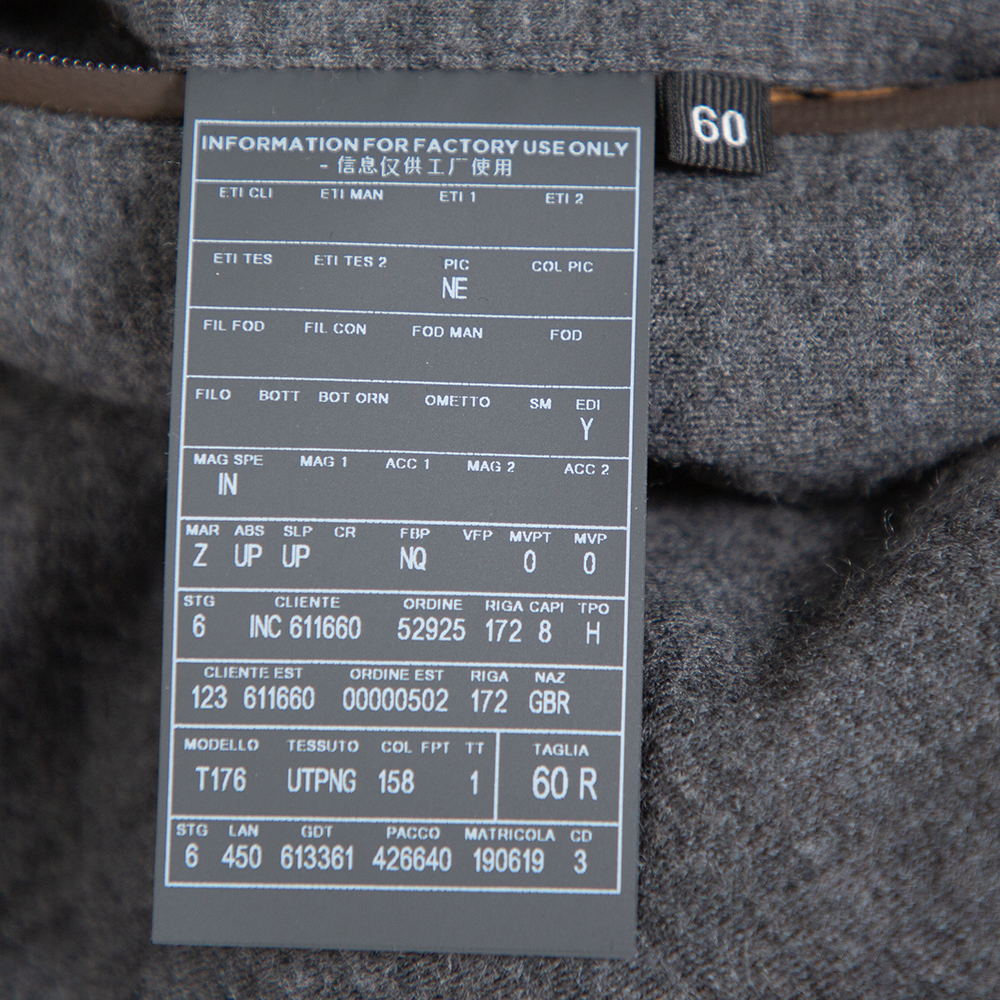 60
INFORMATION FOR FACTORY USE ONLY
- 信息仅供工厂使用
ETI CLI ETI MAN ETI 1 ETI 2
ETI TES ETI TES 2 PIC COL PIC
NE
FIL FOD FIL CON FOD MAN FOD
FILO BOTT BOT ORN OMETTO SM EDI
Y
MAG SPE MAG 1 ACC 1 MAG 2 ACC 2
IN
MAR ABS SLP CR FBP VFP MVPT MVP
Z UP UP NQ 0 0
STG CLIENTE ORDINE RIGA CAPI TPO
6 INC 611660 52925 172 8 H
CLIENTE EST ORDINE EST RIGA NAZ
123 611660 00000502 172 GBR
MODELLO TESSUTO COL FPT TT TAGLIA
T176 UTPNG 158 1 60 R
STG LAN GDT PACCO MATRICOLA CD
6 450 613361 426640 190619 3